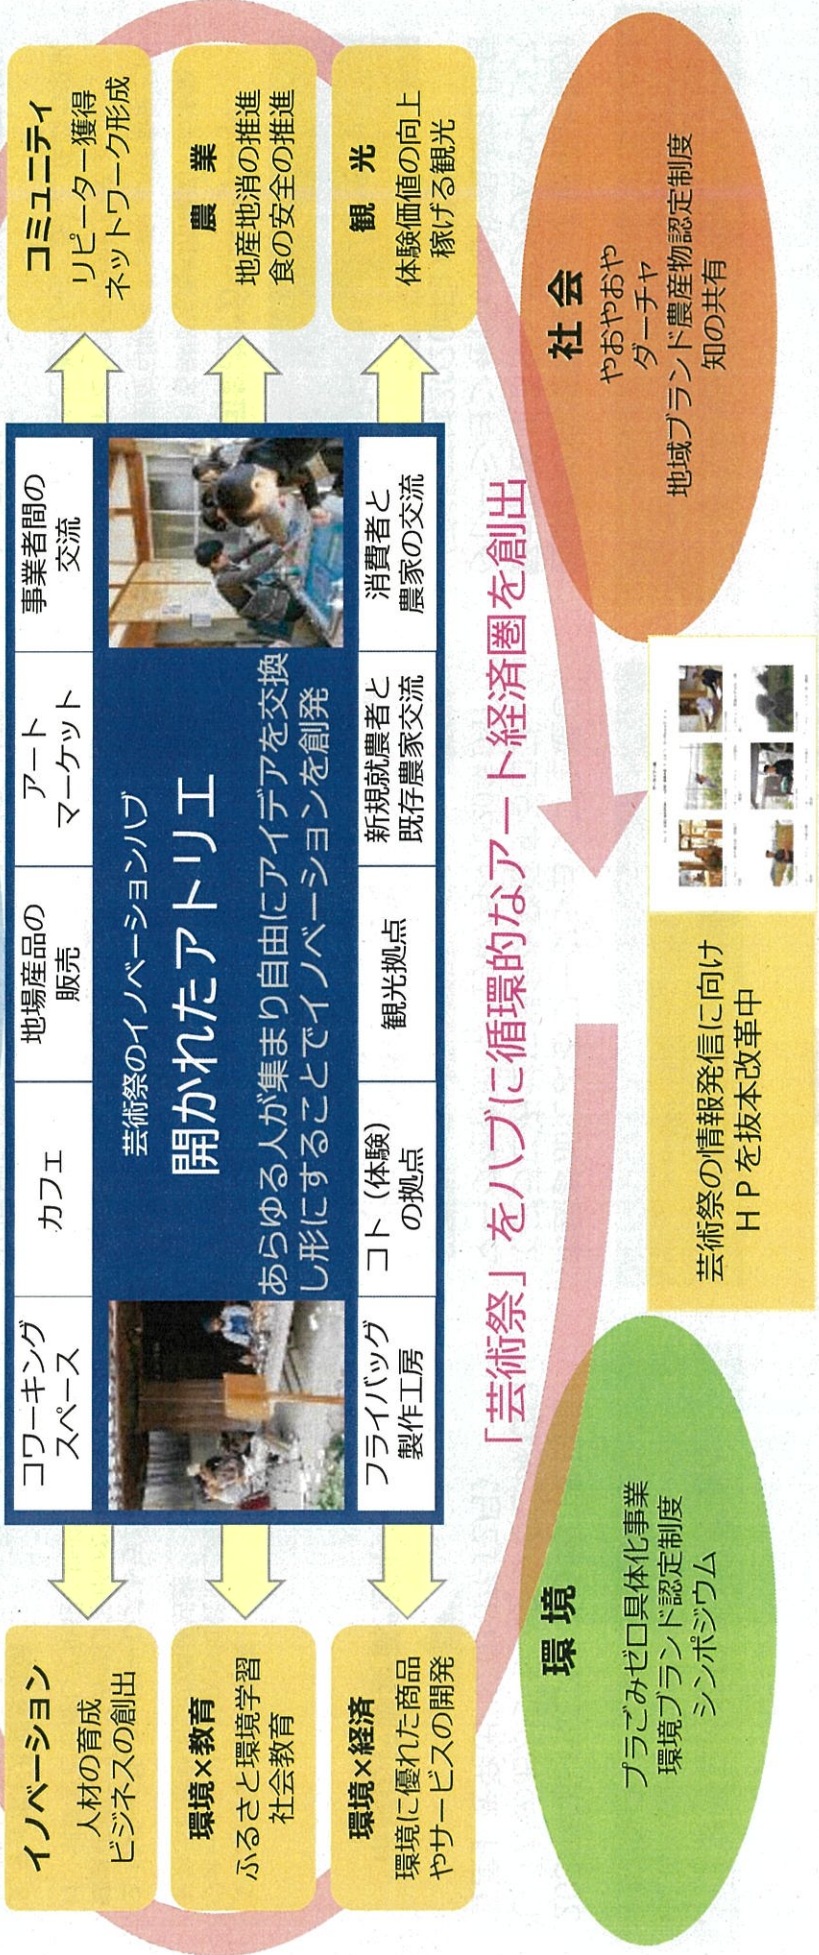 イノベーション
人材の育成
ビジネスの創出
環境×教育
ふるさと環境学習
社会教育
環境×経済
環境に優れた商品
やサービスの開発
コワーキング
スペース
カフェ
地場産品の
販売
アート
マーケット
事業者間の
交流
芸術祭のイノベーションハブ
開かれたアトリエ
あらゆる人が集まり自由にアイデアを交換
し形にすることでイノベーションを創発
フライバッグ
製作工房
コト（体験）
の拠点
観光拠点
新規就農者と
既存農家交流
消費者と
農家の交流
コミュニティ
リピーター獲得
ネットワーク形成
農業
地産地消の推進
食の安全の推進
観光
体験価値の向上
稼げる観光
「芸術祭」をハブに循環的なアート経済圏を創出
環境
プラごみゼロ具体化事業
環境ブランド認定制度
シンポジウム
芸術祭の情報発信に向け
ＨＰを抜本改革中
社会
やおやおや
ダーチャ
地域ブランド農産物認定制度
知の共有